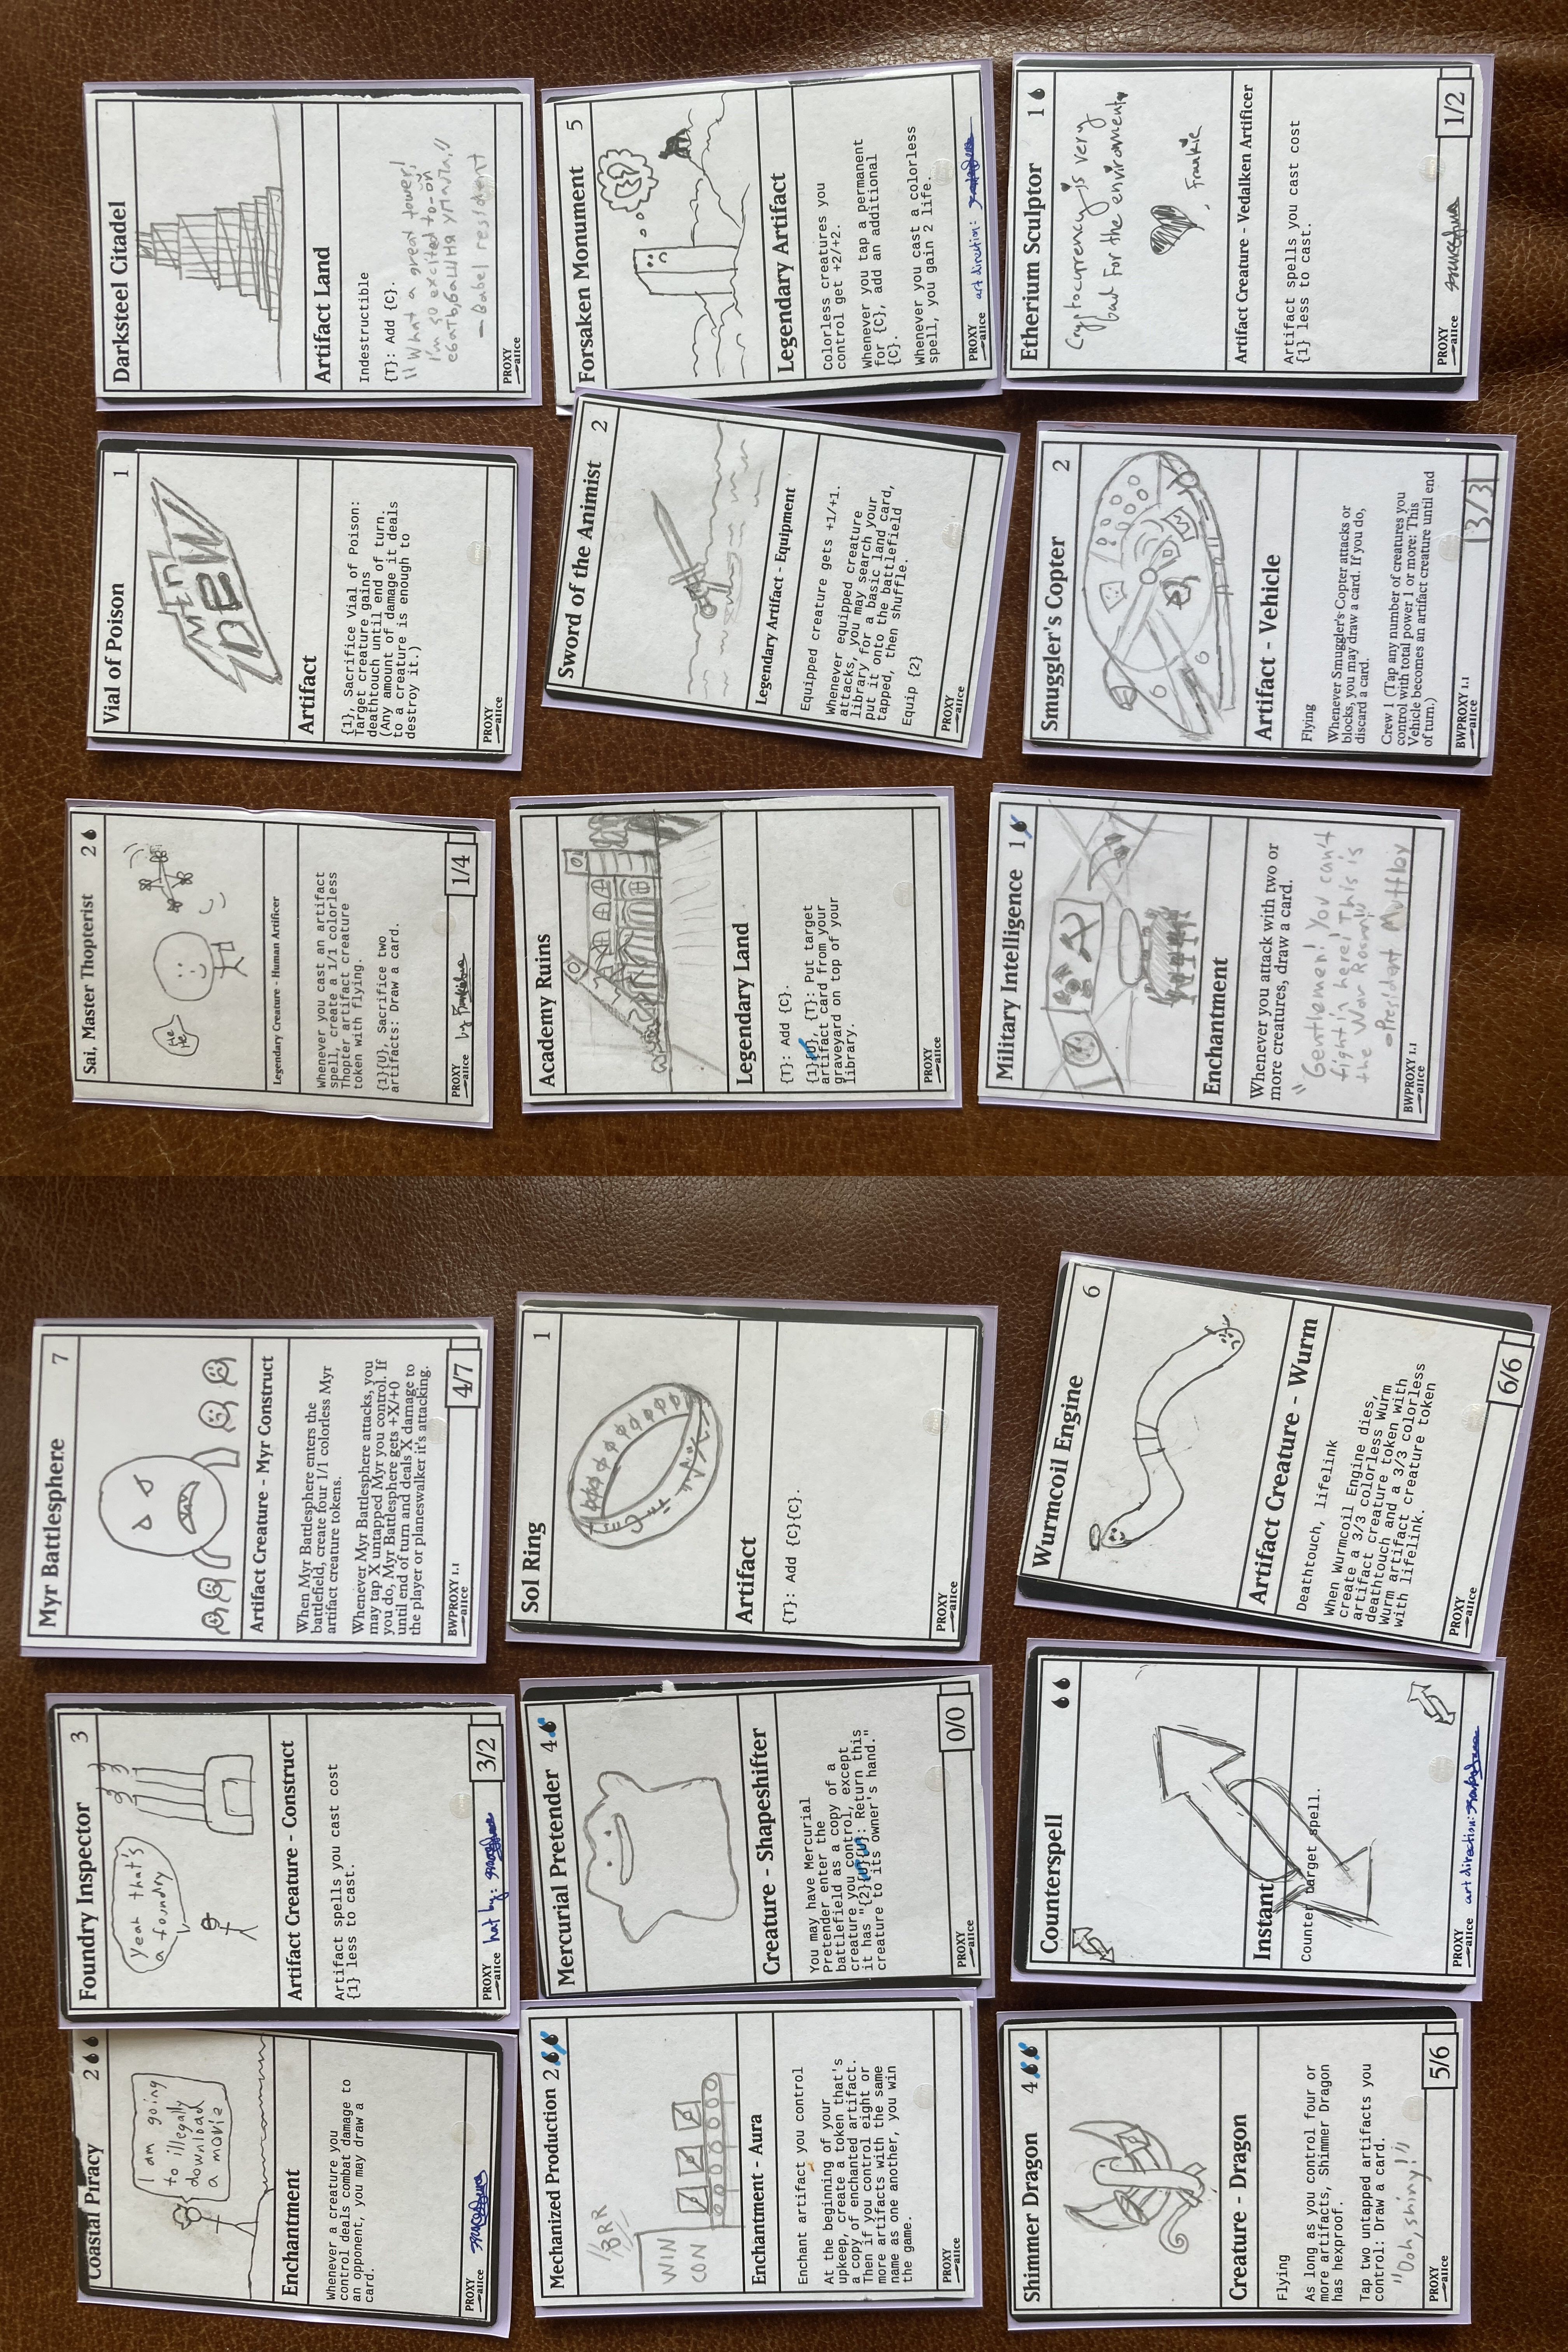 Coastal Piracy 2
I am going
to illegally
download
a movie
Enchantment
Whenever a creature you
control deals combat damage to
an opponent, you may draw a
card.
PROXY
alice
Foundry Inspector 3
Yeah that's
a foundry
Artifact Creature - Construct
Artifact spells you cast cost
{1} less to cast.
PROXY
alice hat by:
3/2
Myr Battlesphere 7
Artifact Creature - Myr Construct
When Myr Battlesphere enters the
battlefield, create four 1/1 colorless Myr
artifact creature tokens.
Whenever Myr Battlesphere attacks, you
may tap X untapped Myr you control. If
you do, Myr Battlesphere gets +X/+0
until end of turn and deals X damage to
the player or planeswalker it's attacking.
BWPROXY 1.1
alice
4/7
Sai, Master Thopterist 2
He
He
Legendary Creature - Human Artificer
Whenever you cast an artifact
spell, create a 1/1 colorless
Thopter artifact creature
token with flying.
{1}{U}, Sacrifice two
artifacts: Draw a card.
PROXY
alice by
1/4
Vial of Poison 1
Mtn
DEW
Artifact
{1}, Sacrifice Vial of Poison:
Target creature gains
deathtouch until end of turn.
(Any amount of damage it deals
to a creature is enough to
destroy it.)
PROXY
alice
Darksteel Citadel
Artifact Land
Indestructible
{T}: Add {C}.
"What a great tower!
I'm so excited to-ой
ебать, башня упала."
- Babel resident
PROXY
alice
Mechanized Production 2
"BRR
WIN
CON
Enchantment - Aura
Enchant artifact you control
At the beginning of your
upkeep, create a token that's
a copy of enchanted artifact.
Then if you control eight or
more artifacts with the same
name as one another, you win
the game.
PROXY
alice
Mercurial Pretender 4
Creature - Shapeshifter
You may have Mercurial
Pretender enter the
battlefield as a copy of a
creature you control, except
it has "{2}{U}{U}: Return this
creature to its owner's hand."
PROXY
alice
0/0
Sol Ring 1
Artifact
{T}: Add {C}{C}.
PROXY
alice
Academy Ruins
Legendary Land
{T}: Add {C}.
{1}{U}, {T}: Put target
artifact card from your
graveyard on top of your
library.
PROXY
alice
Sword of the Animist 2
Legendary Artifact - Equipment
Equipped creature gets +1/+1.
Whenever equipped creature
attacks, you may search your
library for a basic land card,
put it onto the battlefield
tapped, then shuffle.
Equip {2}
PROXY
alice
Forsaken Monument 5
Legendary Artifact
Colorless creatures you
control get +2/+2.
Whenever you tap a permanent
for {C}, add an additional
{C}.
Whenever you cast a colorless
spell, you gain 2 life.
PROXY
alice art direction:
Shimmer Dragon 4
Creature - Dragon
Flying
As long as you control four or
more artifacts, Shimmer Dragon
has hexproof.
Tap two untapped artifacts you
control: Draw a card.
"Ooh, shiny!"
PROXY
alice
5/6
Counterspell
Instant
Counter target spell.
PROXY
alice art direction:
Wurmcoil Engine 6
Artifact Creature - Wurm
Deathtouch, lifelink
When Wurmcoil Engine dies,
create a 3/3 colorless Wurm
artifact creature token with
deathtouch and a 3/3 colorless
Wurm artifact creature token
with lifelink.
PROXY
alice
6/6
Military Intelligence 1
Enchantment
Whenever you attack with two or
more creatures, draw a card.
"Gentlemen! You can't
fight in here! This is
the War Room!"
- President Muffley
BWPROXY 1.1
alice
Smuggler's Copter 2
Artifact - Vehicle
Flying
Whenever Smuggler's Copter attacks or
blocks, you may draw a card. If you do,
discard a card.
Crew 1 (Tap any number of creatures you
control with total power 1 or more: This
Vehicle becomes an artifact creature until end
of turn.)
BWPROXY 1.1
alice
3/3
Etherium Sculptor 1
Cryptocurrency is very
bad for the environment
Frankie
Artifact Creature - Vedalken Artificer
Artifact spells you cast cost
{1} less to cast.
PROXY
alice
1/2